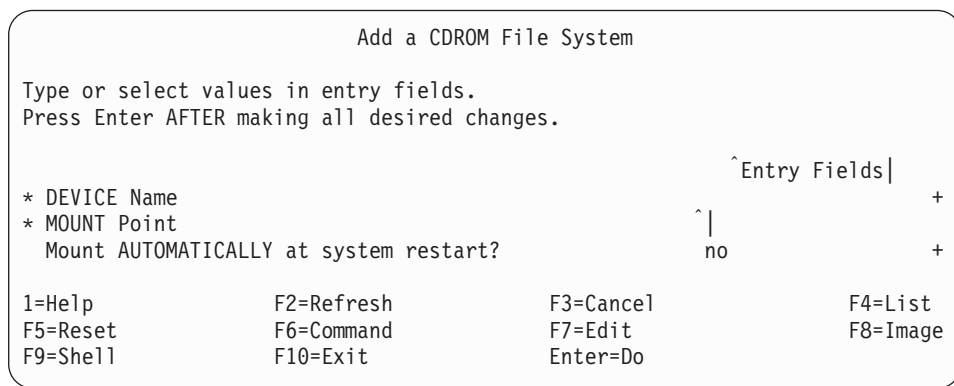 Add a CDROM File System
Type or select values in entry fields.
Press Enter AFTER making all desired changes.
^Entry Fields|
* DEVICE Name +
* MOUNT Point ^|
Mount AUTOMATICALLY at system restart? no +
1=Help F2=Refresh F3=Cancel F4=List
F5=Reset F6=Command F7=Edit F8=Image
F9=Shell F10=Exit Enter=Do